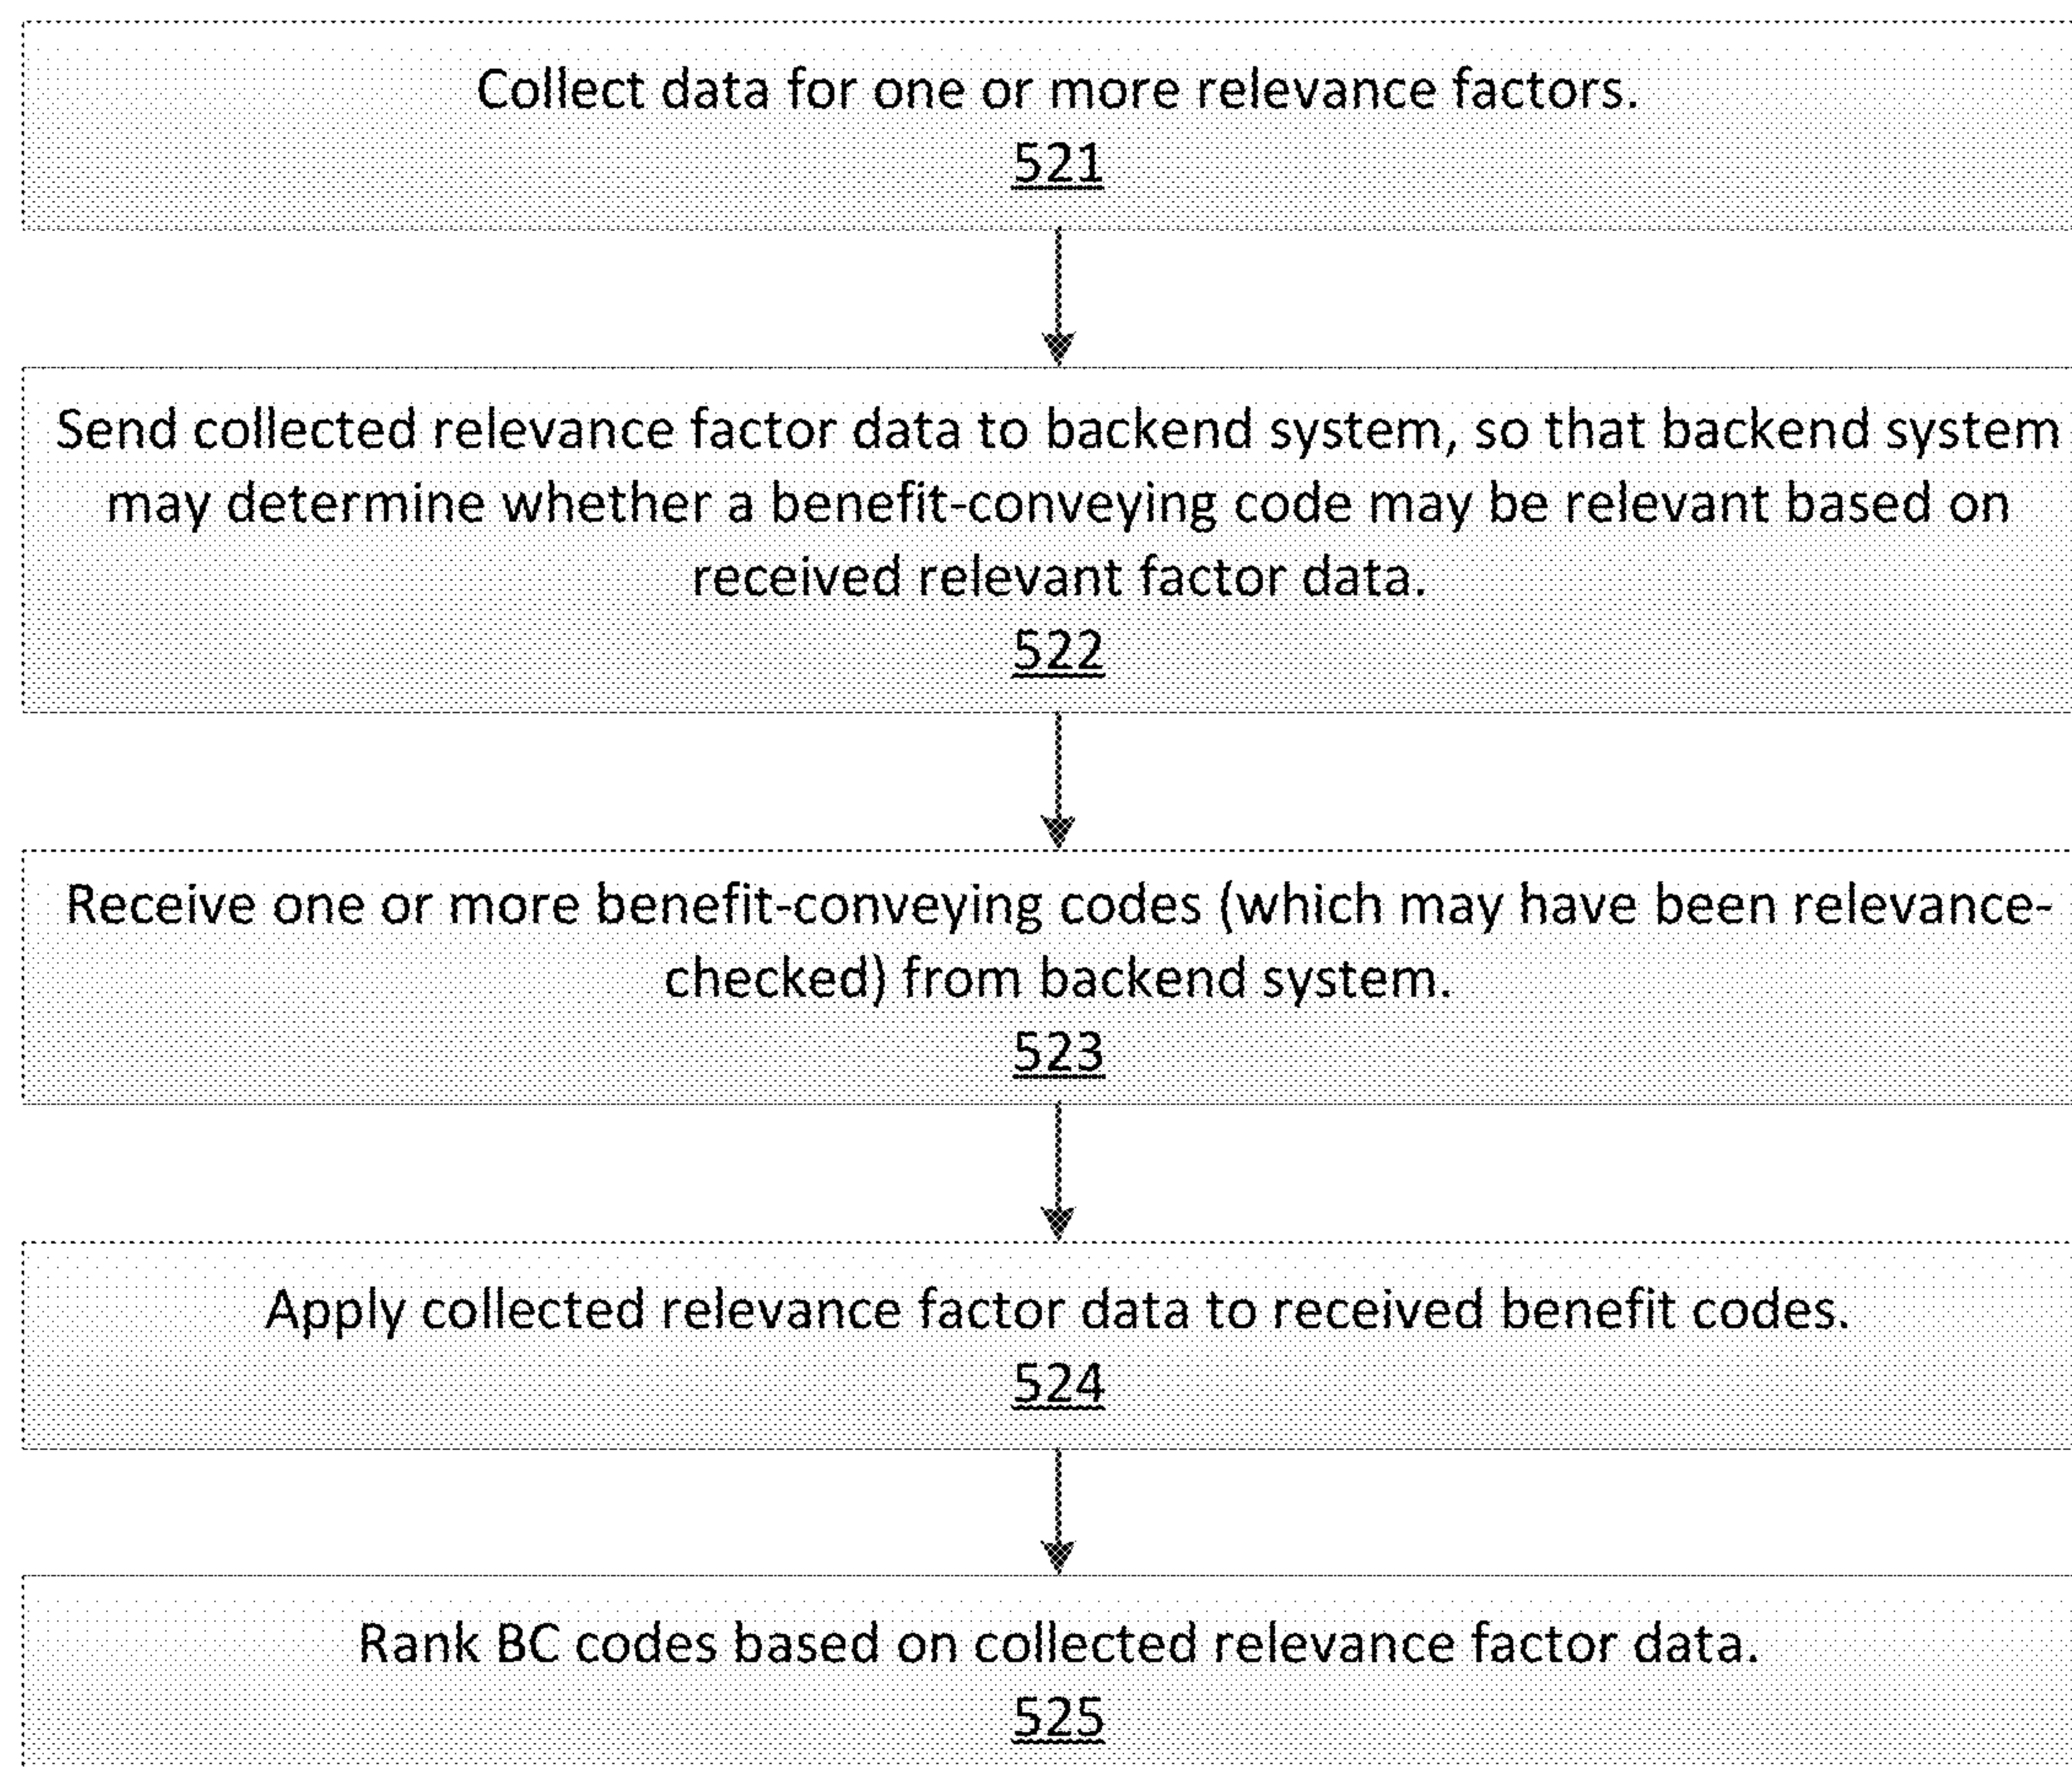 Collect data for one or more relevance factors.
521
Send collected relevance factor data to backend system, so that backend system
may determine whether a benefit-conveying code may be relevant based on
received relevant factor data.
522
Receive one or more benefit-conveying codes (which may have been relevance-
checked) from backend system.
523
Apply collected relevance factor data to received benefit codes.
524
Rank BC codes based on collected relevance factor data.
525